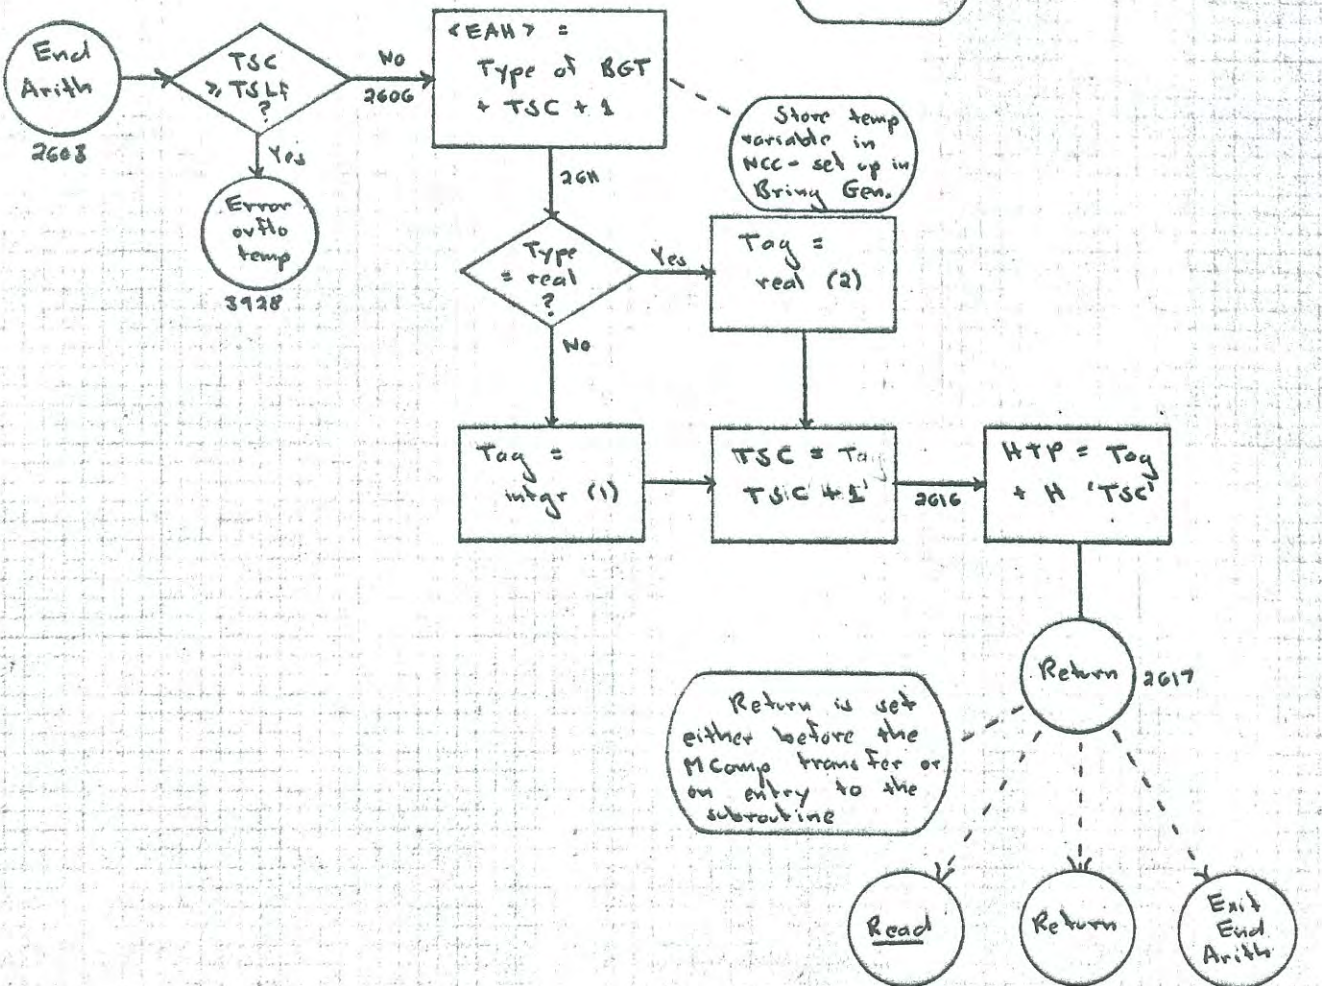 End
Arith
2603
TSC
≥ TSLF
?
No
2606
Yes
Error
ovflo
temp
3928
<EAH> =
Type of BGT
+ TSC + 1
2611
Store temp
variable in
NCC - set up in
Bring Gen.
Type
= real
?
Yes
No
Tag =
real (2)
Tag =
intgr (1)
TSC = Tag
TSC + 1
2616
HTP = Tag
+ H 'TSC'
Return
2617
Return is set
either before the
MComp transfer or
on entry to the
subroutine
Read
Return
Exit
End
Arith